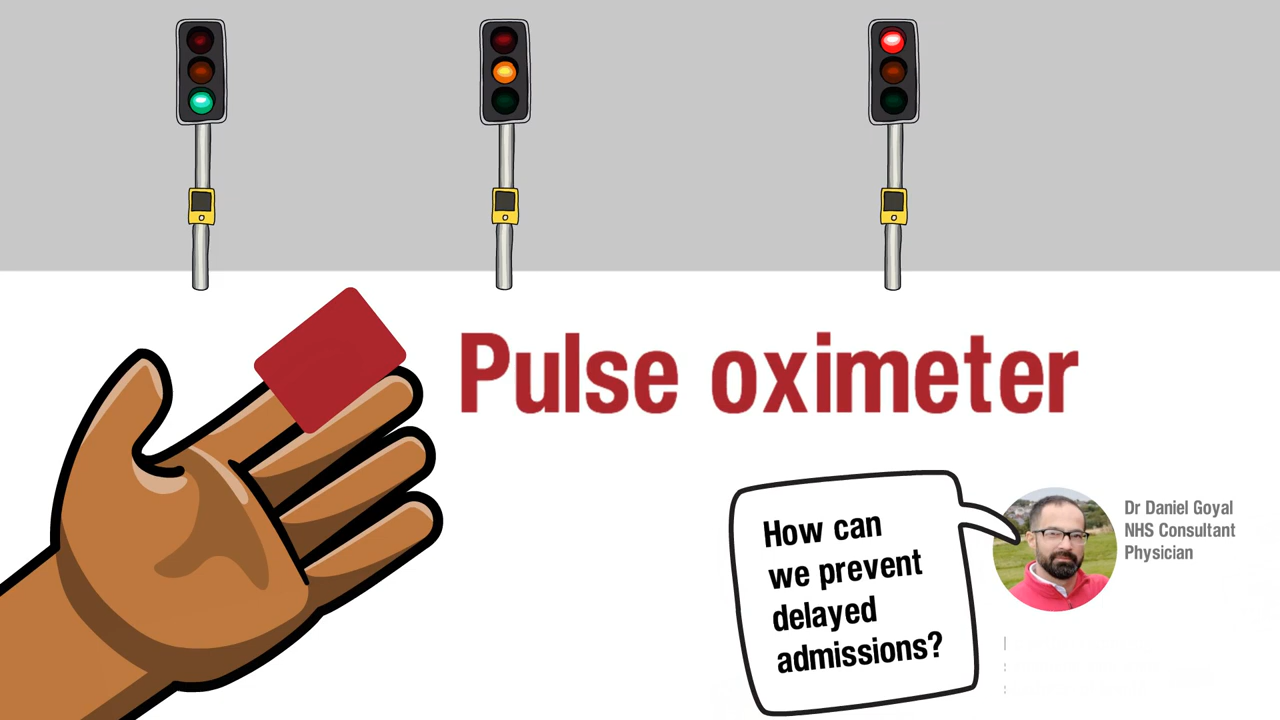 Pulse oximeter
How can
we prevent
delayed
admissions?
Dr Daniel Goyal
NHS Consultant
Physician